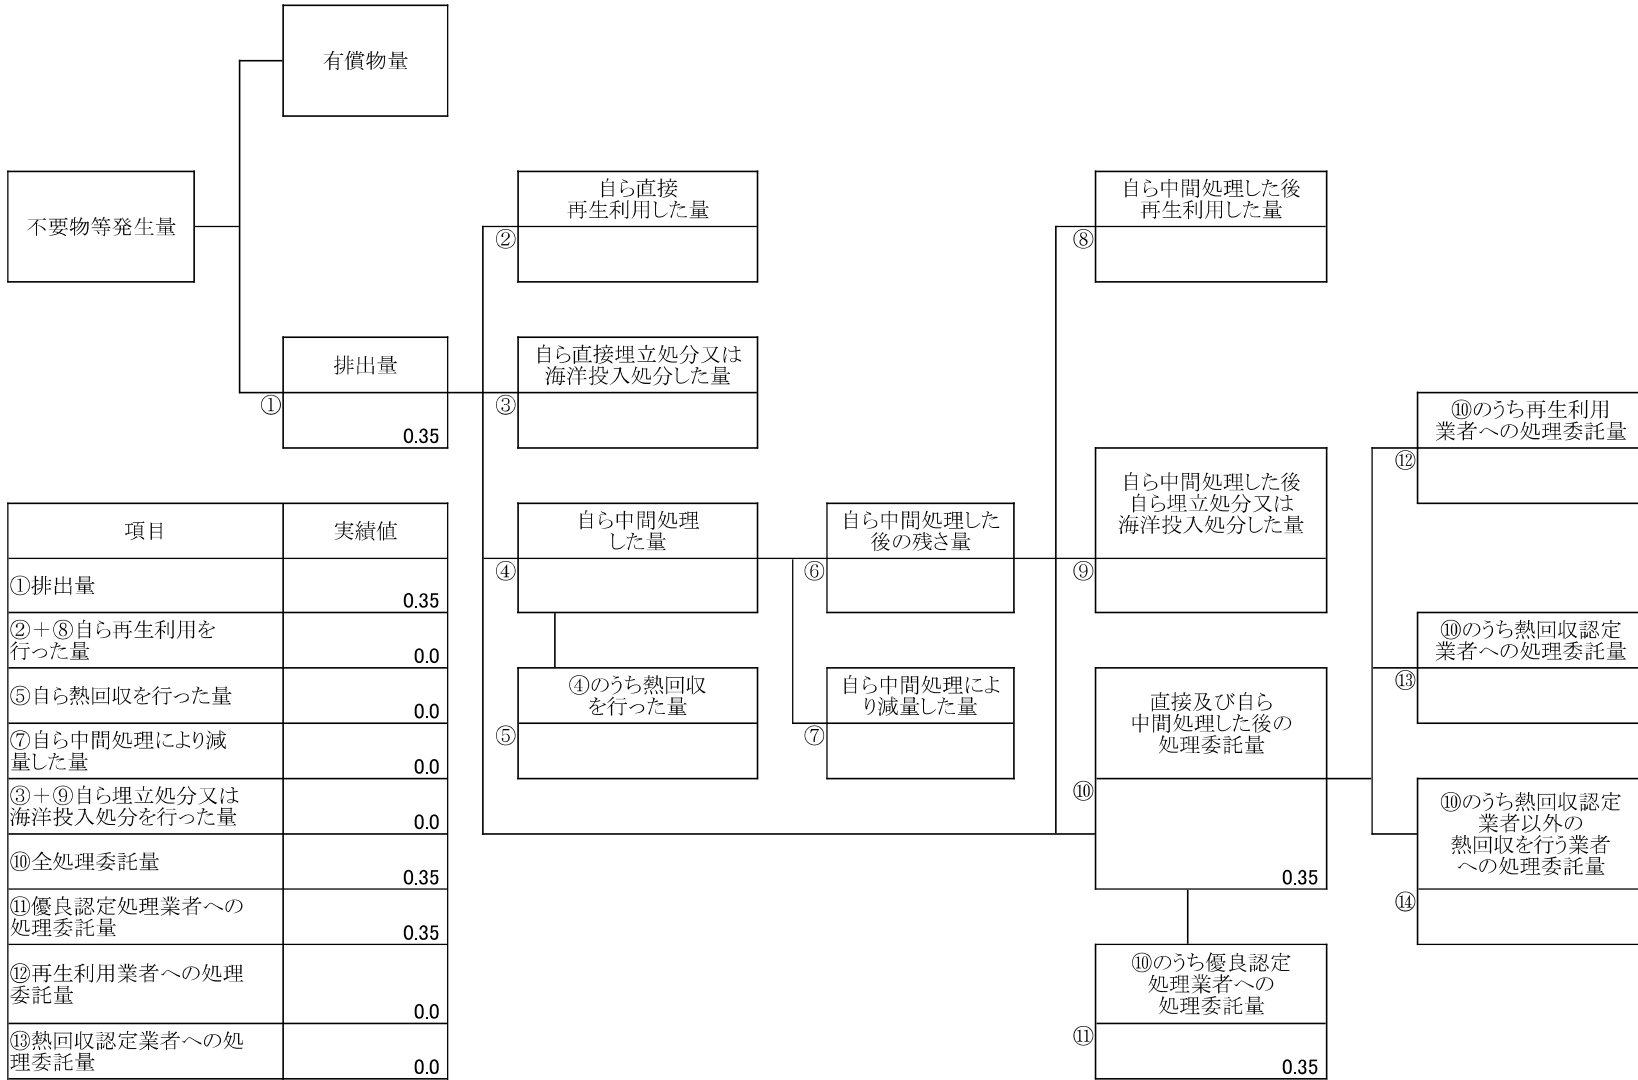 有償物量
不要物等発生量
排出量
①
0.35
自ら直接
再生利用した量
②
自ら直接埋立処分又は
海洋投入処分した量
③
自ら中間処理
した量
④
④のうち熱回収
を行った量
⑤
自ら中間処理した
後の残さ量
⑥
自ら中間処理によ
り減量した量
⑦
自ら中間処理した後
再生利用した量
⑧
自ら中間処理した後
自ら埋立処分又は
海洋投入処分した量
⑨
直接及び自ら
中間処理した後の
処理委託量
⑩
0.35
⑩のうち優良認定
処理業者への
処理委託量
⑪
0.35
⑩のうち再生利用
業者への処理委託量
⑫
⑩のうち熱回収認定
業者への処理委託量
⑬
⑩のうち熱回収認定
業者以外の
熱回収を行う業者
への処理委託量
⑭
項目 実績値
①排出量
0.35
②＋⑧自ら再生利用を
行った量
0.0
⑤自ら熱回収を行った量
0.0
⑦自ら中間処理により減
量した量
0.0
③＋⑨自ら埋立処分又は
海洋投入処分を行った量
0.0
⑩全処理委託量
0.35
⑪優良認定処理業者への
処理委託量
0.35
⑫再生利用業者への処理
委託量
0.0
⑬熱回収認定業者への処
理委託量
0.0